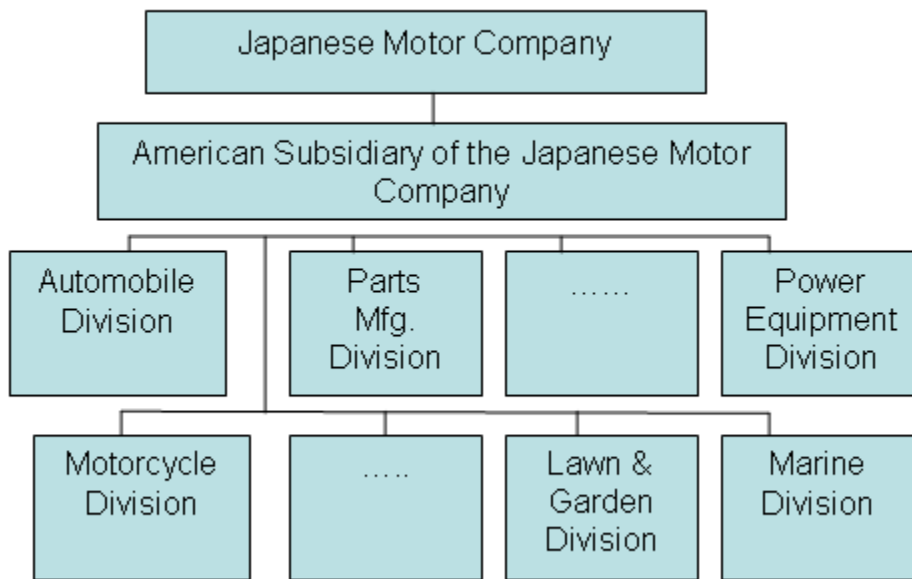 Japanese Motor Company
American Subsidiary of the Japanese Motor
Company
Automobile
Division
Parts
Mfg.
Division
……
Power
Equipment
Division
Motorcycle
Division
…..
Lawn &
Garden
Division
Marine
Division